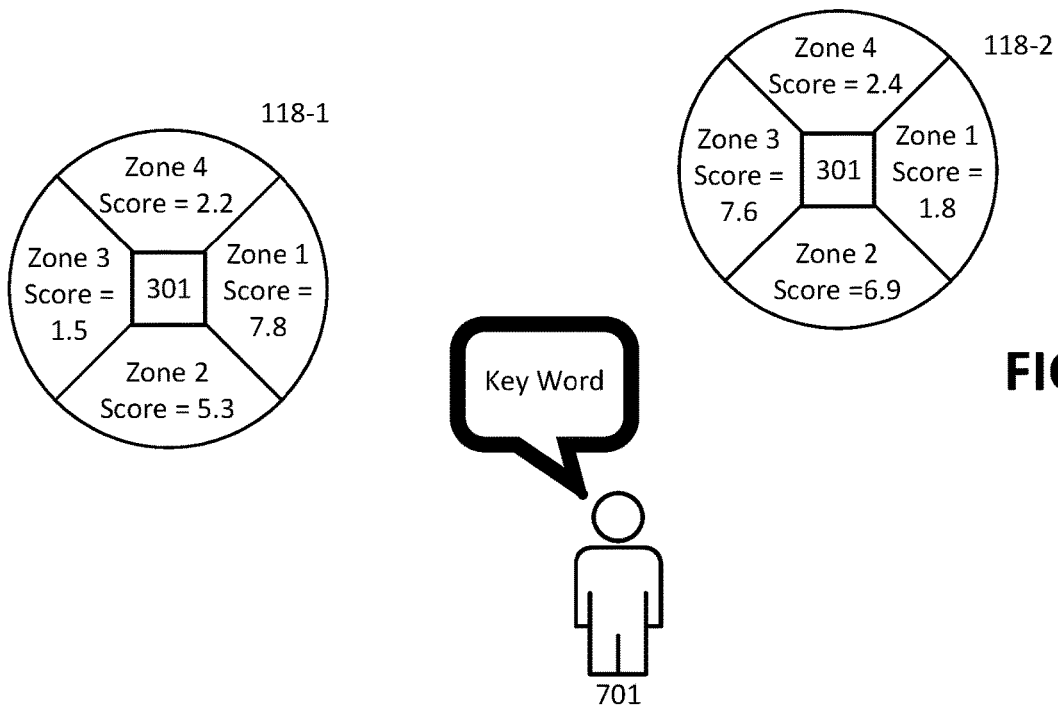 118-1
Zone 4
Score = 2.2
Zone 3
Score =
1.5
301
Zone 1
Score =
7.8
Zone 2
Score = 5.3
118-2
Zone 4
Score = 2.4
Zone 3
Score =
7.6
301
Zone 1
Score =
1.8
Zone 2
Score =6.9
Key Word
701